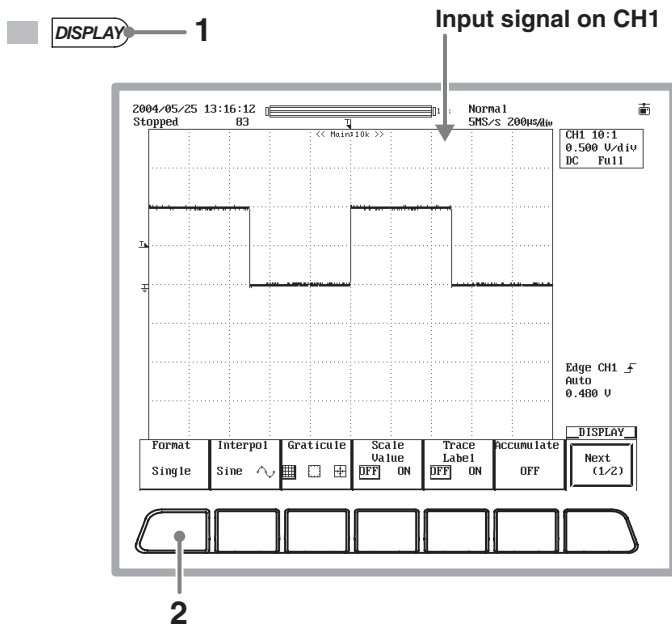 DISPLAY
1
Input signal on CH1
2004/05/25 13:16:12
Normal
Stopped 83
5MS/s 200µs/div
<< Main:10k >>
CH1 10:1
0.500 V/div
DC Full
Edge CH1
Auto
0.480 V
DISPLAY
Format
Single
Interpol
Sine
Graticule
Scale
Value
OFF ON
Trace
Label
OFF ON
Accumulate
OFF
Next
(1/2)
2